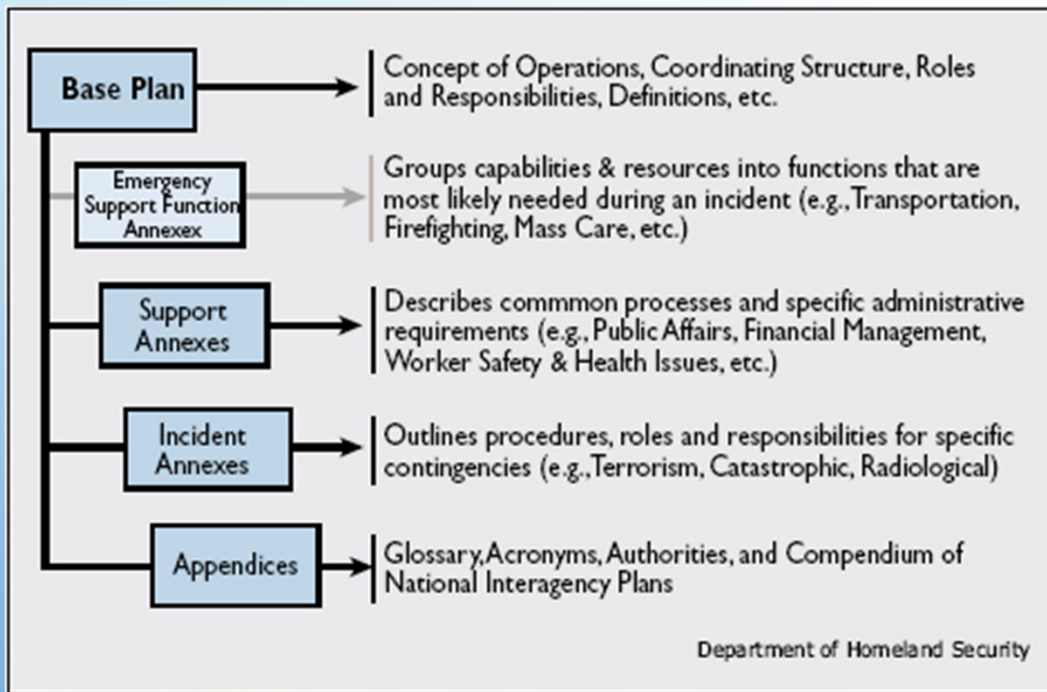 Base Plan
Concept of Operations, Coordinating Structure, Roles
and Responsibilities, Definitions, etc.
Emergency
Support Function
Annexex
Groups capabilities & resources into functions that are
most likely needed during an incident (e.g., Transportation,
Firefighting, Mass Care, etc.)
Support
Annexes
Describes commmon processes and specific administrative
requirements (e.g., Public Affairs, Financial Management,
Worker Safety & Health Issues, etc.)
Incident
Annexes
Outlines procedures, roles and responsibilities for specific
contingencies (e.g., Terrorism, Catastrophic, Radiological)
Appendices
Glossary, Acronyms, Authorities, and Compendium of
National Interagency Plans
Department of Homeland Security